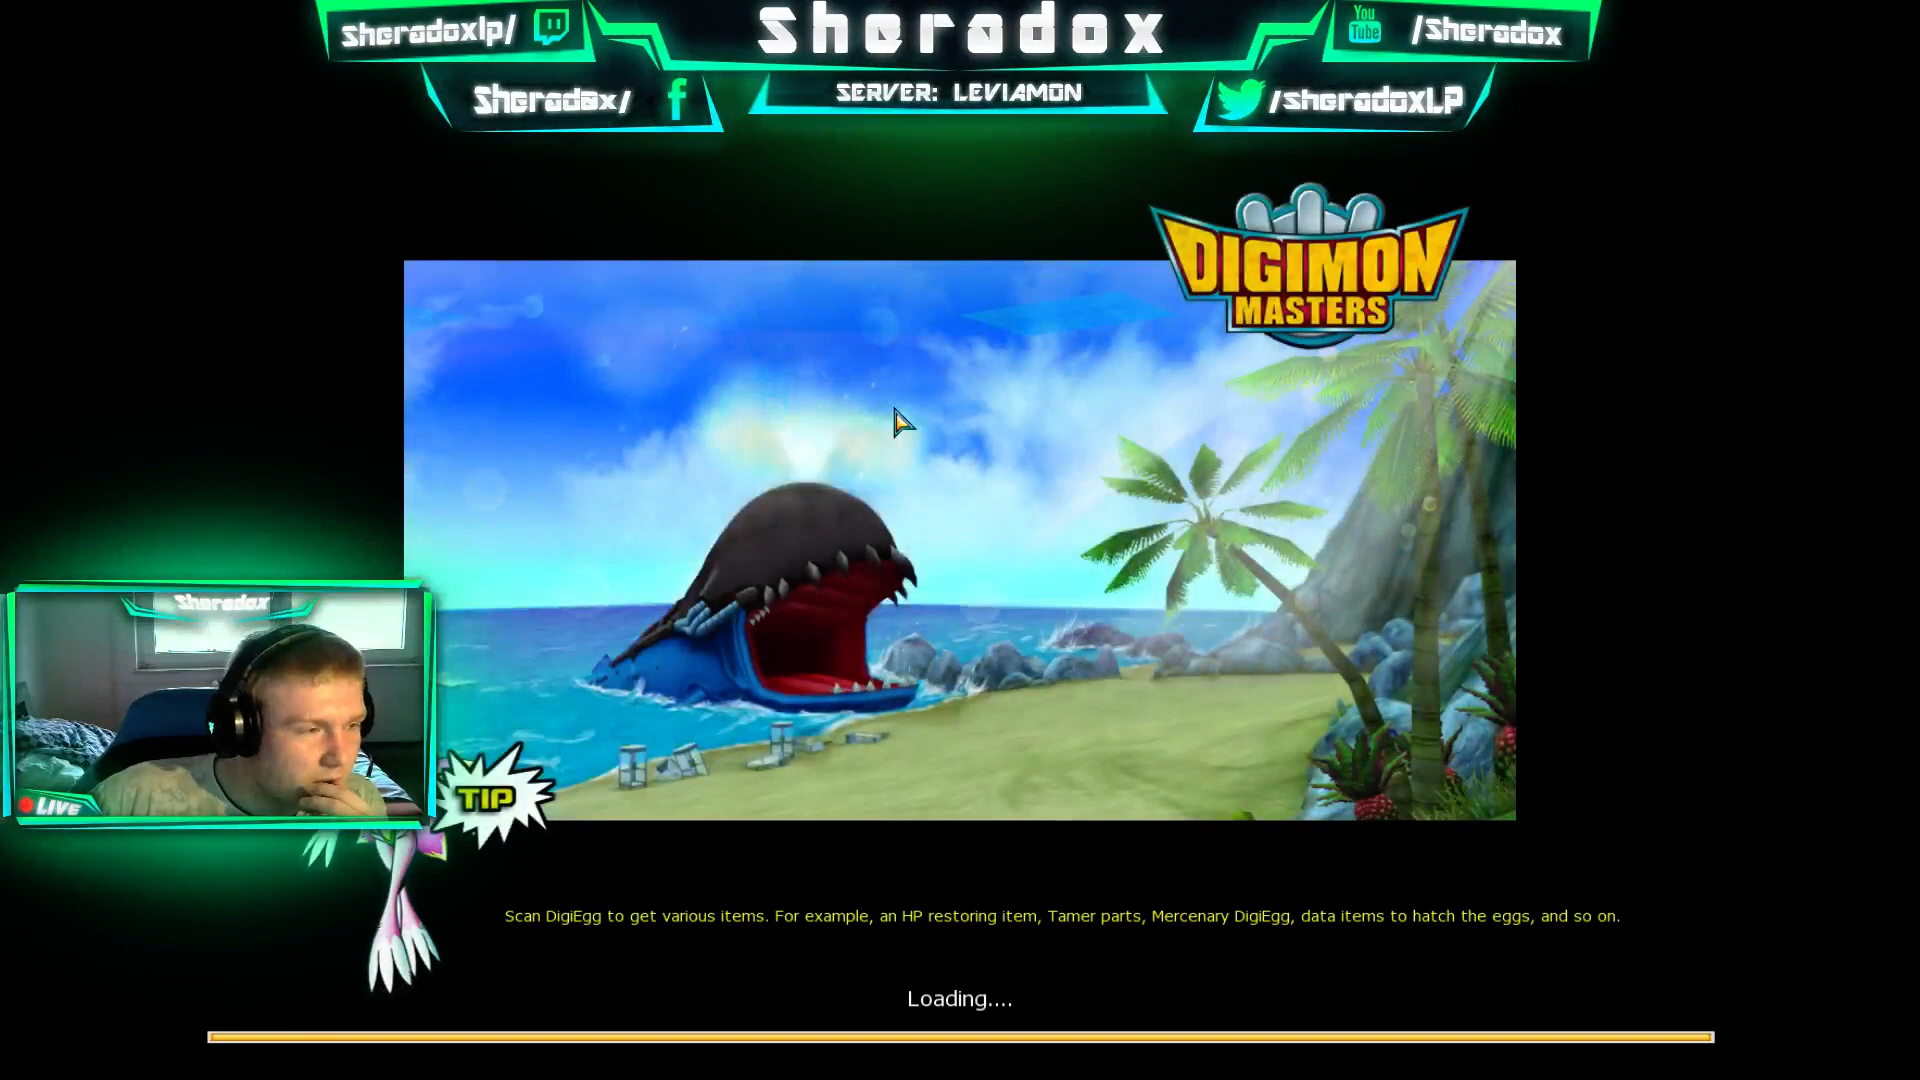 sheradoxlp/
Sheradox
You
Tube
/Sheradox
Sheradox/
f
SERVER: LEVIAMON
/sheradoxLP
DIGIMON
MASTERS
Sheradox
LIVE
TIP
Scan DigiEgg to get various items. For example, an HP restoring item, Tamer parts, Mercenary DigiEgg, data items to hatch the eggs, and so on.
Loading....